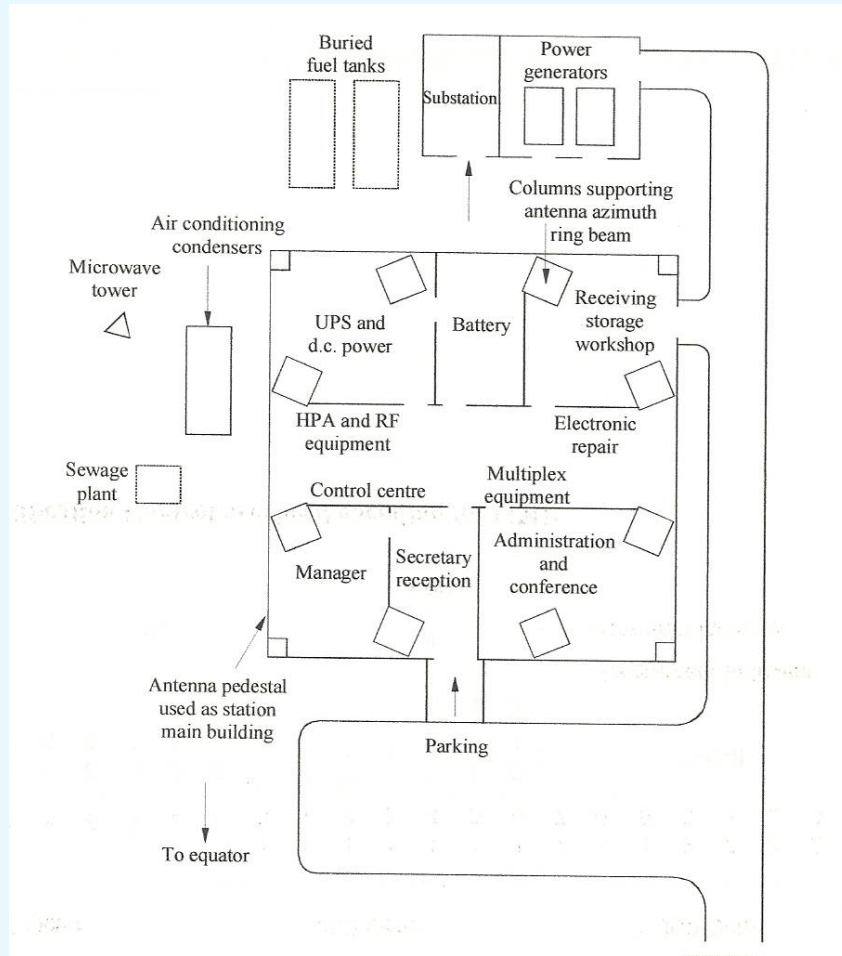 Buried
fuel tanks
Power
generators
Substation
Columns supporting
antenna azimuth
ring beam
Air conditioning
condensers
Microwave
tower
UPS and
d.c. power
Battery
Receiving
storage
workshop
HPA and RF
equipment
Electronic
repair
Sewage
plant
Control centre
Multiplex
equipment
Manager
Secretary
reception
Administration
and
conference
Antenna pedestal
used as station
main building
Parking
To equator